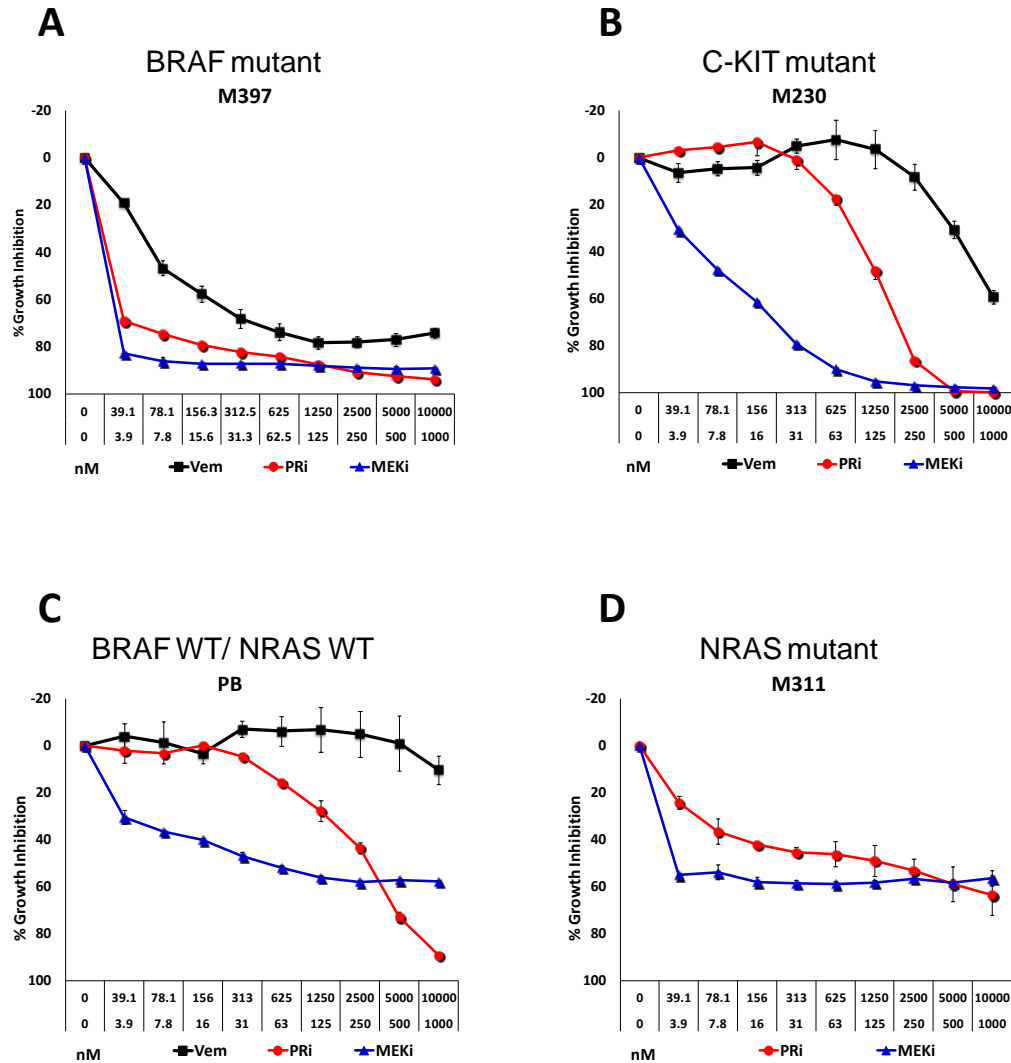 A
BRAF mutant
M397
% Growth Inhibition
-20
0
20
40
60
80
100
0 39.1 78.1 156.3 312.5 625 1250 2500 5000 10000
0 3.9 7.8 15.6 31.3 62.5 125 250 500 1000
nM Vem PRi MEKi
B
C-KIT mutant
M230
% Growth Inhibition
-20
0
20
40
60
80
100
0 39.1 78.1 156 313 625 1250 2500 5000 10000
0 3.9 7.8 16 31 63 125 250 500 1000
nM Vem PRi MEKi
C
BRAF WT/ NRAS WT
PB
% Growth Inhibition
-20
0
20
40
60
80
100
0 39.1 78.1 156 313 625 1250 2500 5000 10000
0 3.9 7.8 16 31 63 125 250 500 1000
nM Vem PRi MEKi
D
NRAS mutant
M311
% Growth Inhibition
-20
0
20
40
60
80
100
0 39.1 78.1 156 313 625 1250 2500 5000 10000
0 3.9 7.8 16 31 63 125 250 500 1000
nM PRi MEKi